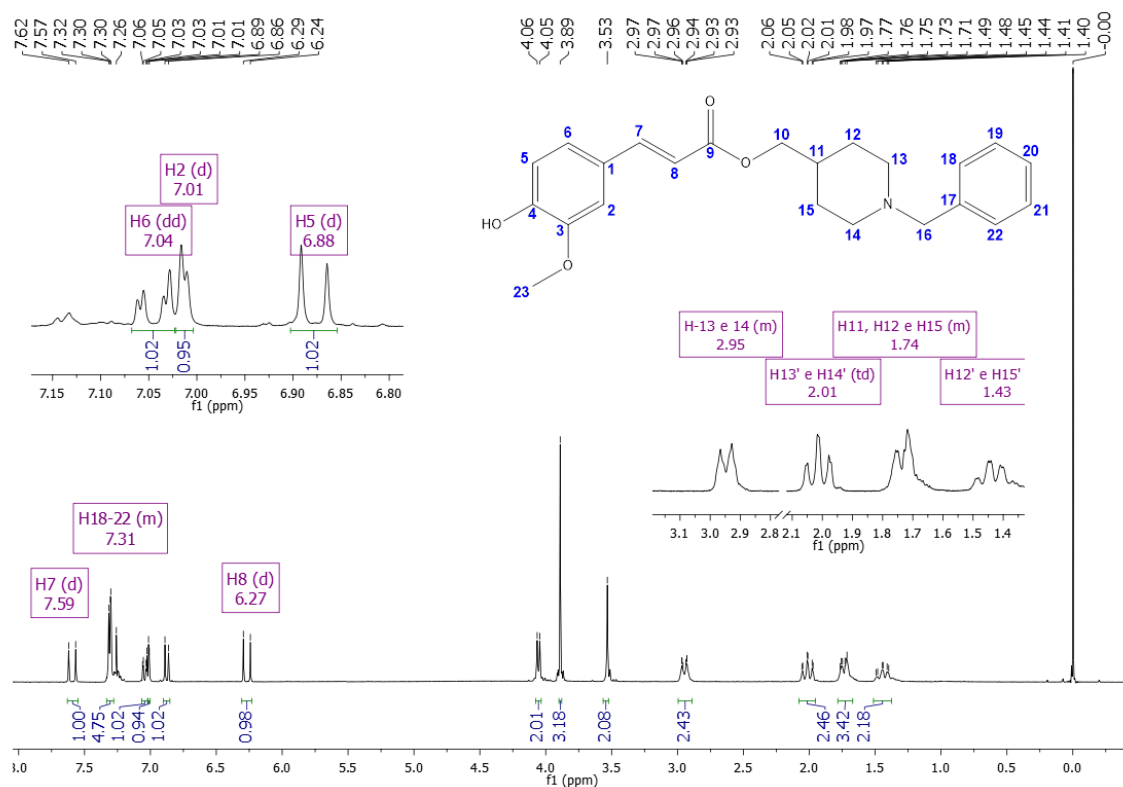 7.62 7.57 7.32 7.30 7.30 7.26 7.06 7.05 7.03 7.03 7.01 7.01 6.89 6.86 6.29 6.24 4.06 4.05 3.89 3.53 2.97 2.97 2.96 2.94 2.93 2.93 2.06 2.05 2.02 2.01 1.98 1.97 1.77 1.76 1.75 1.73 1.71 1.49 1.48 1.45 1.44 1.41 1.40 -0.00
O
6 7 10 12 19
5 11 13 18 20
1 8 9 O
4 2 15 N 17 21
HO 3 14 16 22
O
23
H2 (d)
7.01
H6 (dd)
7.04
H5 (d)
6.88
1.02 0.95 1.02
7.15 7.10 7.05 7.00 6.95 6.90 6.85 6.80
f1 (ppm)
H-13 e 14 (m)
2.95
H11, H12 e H15 (m)
1.74
H13' e H14' (td)
2.01
H12' e H15'
1.43
3.1 3.0 2.9 2.8 2.1 2.0 1.9 1.8 1.7 1.6 1.5 1.4
f1 (ppm)
H18-22 (m)
7.31
H7 (d)
7.59
H8 (d)
6.27
1.00 4.75 1.02 0.94 1.02 0.98 2.01 3.18 2.08 2.43 2.46 3.42 2.18
7.5 7.0 6.5 6.0 5.5 5.0 4.5 4.0 3.5 3.0 2.5 2.0 1.5 1.0 0.5 0.0
f1 (ppm)